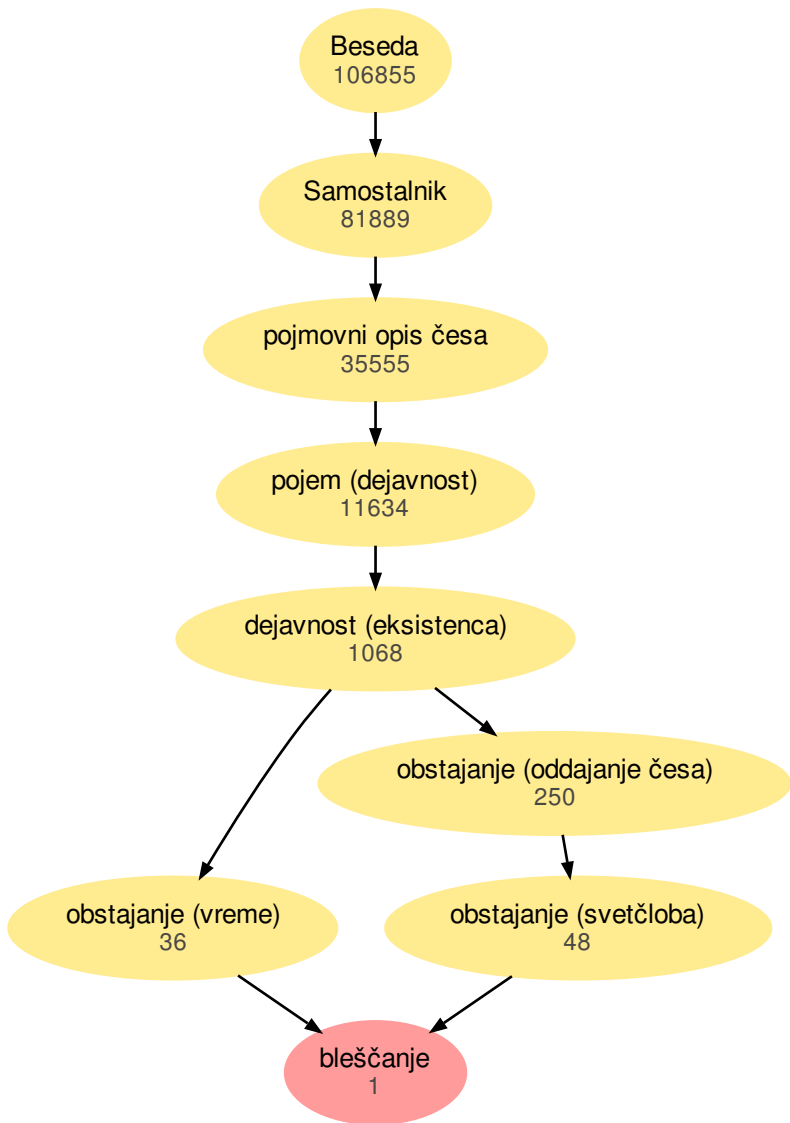 Beseda
106855
Samostalnik
81889
pojmovni opis česa
35555
pojem (dejavnost)
11634
dejavnost (eksistenca)
1068
obstajanje (oddajanje česa)
250
obstajanje (vreme)
36
obstajanje (svetčloba)
48
bleščanje
1